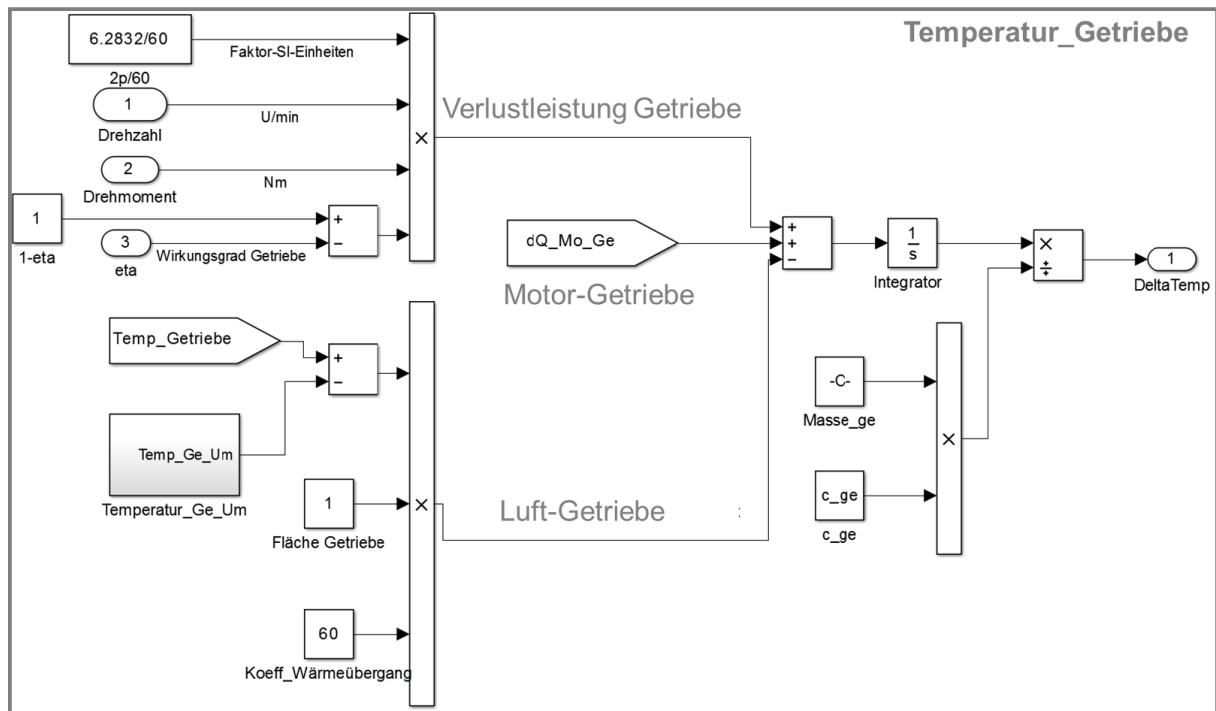 Temperatur_Getriebe
6.2832/60
2p/60
Faktor-SI-Einheiten
1
Drehzahl
U/min
Verlustleistung Getriebe
×
2
Drehmoment
Nm
1
1-eta
3
eta
+
−
Wirkungsgrad Getriebe
dQ_Mo_Ge
Motor-Getriebe
+
+
−
1
s
Integrator
×
÷
1
DeltaTemp
Temp_Getriebe
+
−
Temp_Ge_Um
Temperatur_Ge_Um
1
Fläche Getriebe
×
Luft-Getriebe
:
60
Koeff_Wärmeübergang
-C-
Masse_ge
×
c_ge
c_ge